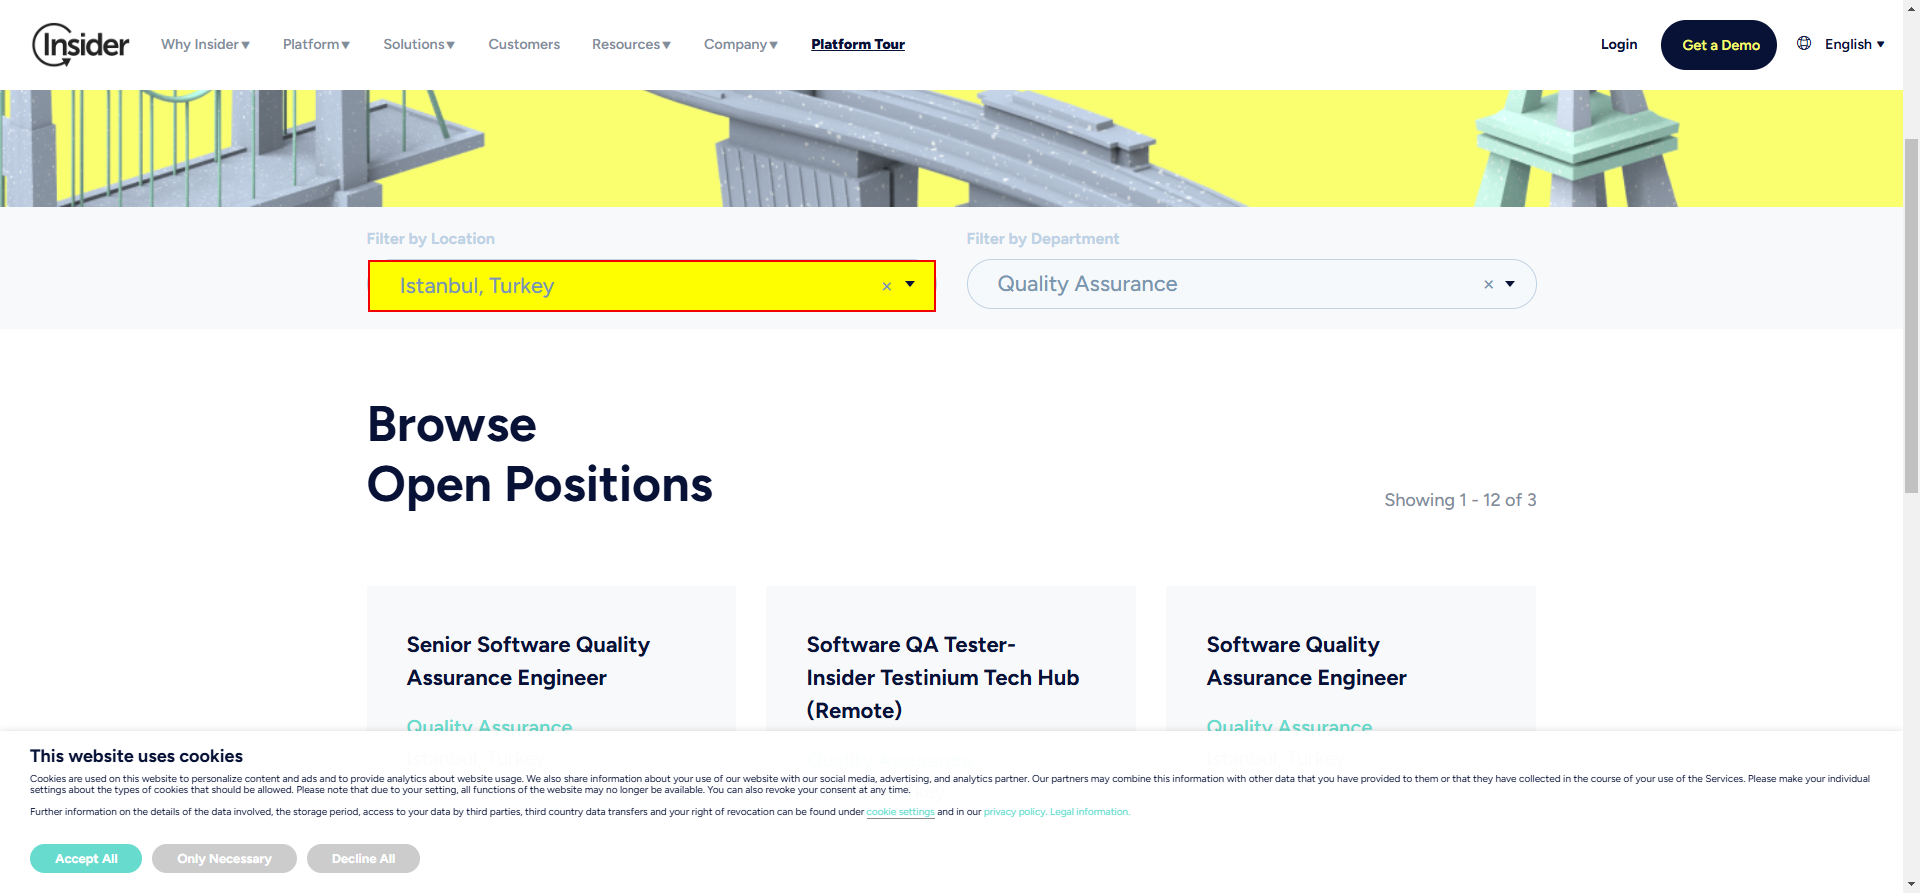 Insider
Why Insider▼ Platform▼ Solutions▼ Customers Resources▼ Company▼ Platform Tour Login Get a Demo English ▼
Filter by Location
Filter by Department
Istanbul, Turkey ×
Quality Assurance ×
Browse
Open Positions
Showing 1 - 12 of 3
Senior Software Quality
Assurance Engineer
Quality Assurance
Istanbul, Turkey
Software QA Tester-
Insider Testinium Tech Hub
(Remote)
Quality Assurance
Software Quality
Assurance Engineer
Quality Assurance
Istanbul, Turkey
This website uses cookies
Cookies are used on this website to personalize content and ads and to provide analytics about website usage. We also share information about your use of our website with our social media, advertising, and analytics partner. Our partners may combine this information with other data that you have provided to them or that they have collected in the course of your use of the Services. Please make your individual
settings about the types of cookies that should be allowed. Please note that due to your setting, all functions of the website may no longer be available. You can also revoke your consent at any time.
Further information on the details of the data involved, the storage period, access to your data by third parties, third country data transfers and your right of revocation can be found under cookie settings and in our privacy policy. Legal information.
Accept All Only Necessary Decline All